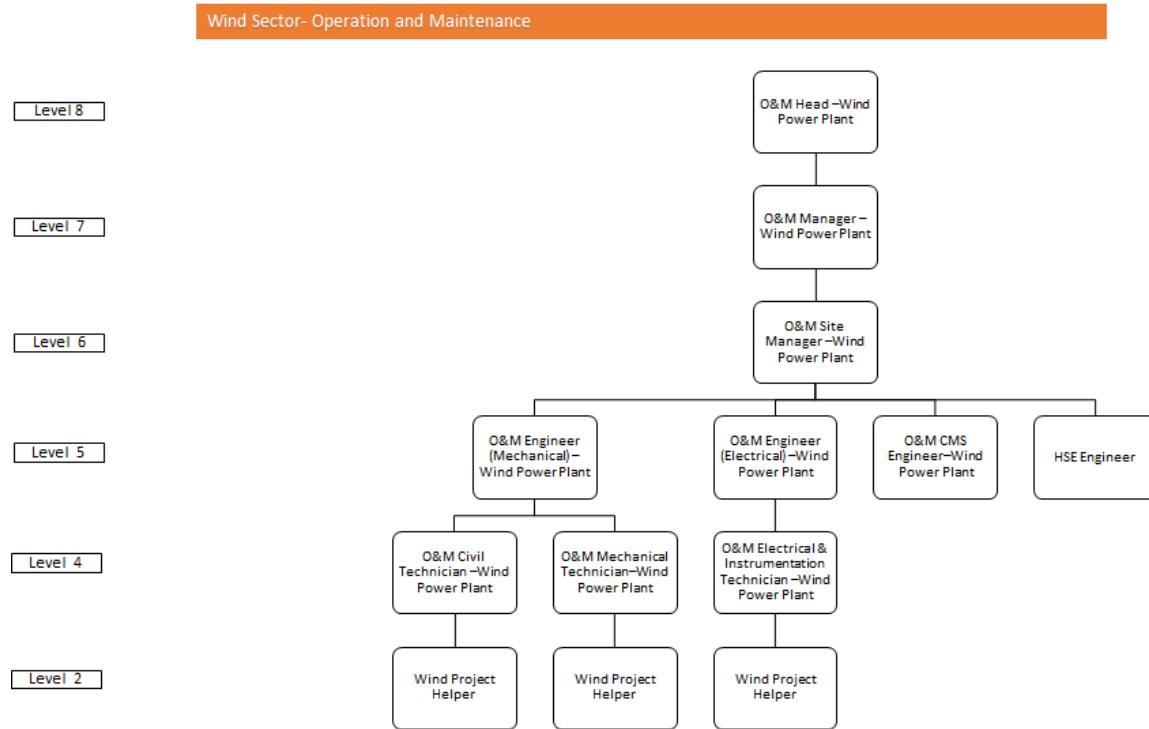 Wind Sector- Operation and Maintenance
Level 8
O&M Head –Wind
Power Plant
Level 7
O&M Manager –
Wind Power Plant
Level 6
O&M Site
Manager –Wind
Power Plant
Level 5
O&M Engineer
(Mechanical) –
Wind Power Plant
O&M Engineer
(Electrical) –Wind
Power Plant
O&M CMS
Engineer–Wind
Power Plant
HSE Engineer
Level 4
O&M Civil
Technician –Wind
Power Plant
O&M Mechanical
Technician–Wind
Power Plant
O&M Electrical &
Instrumentation
Technician –Wind
Power Plant
Level 2
Wind Project
Helper
Wind Project
Helper
Wind Project
Helper